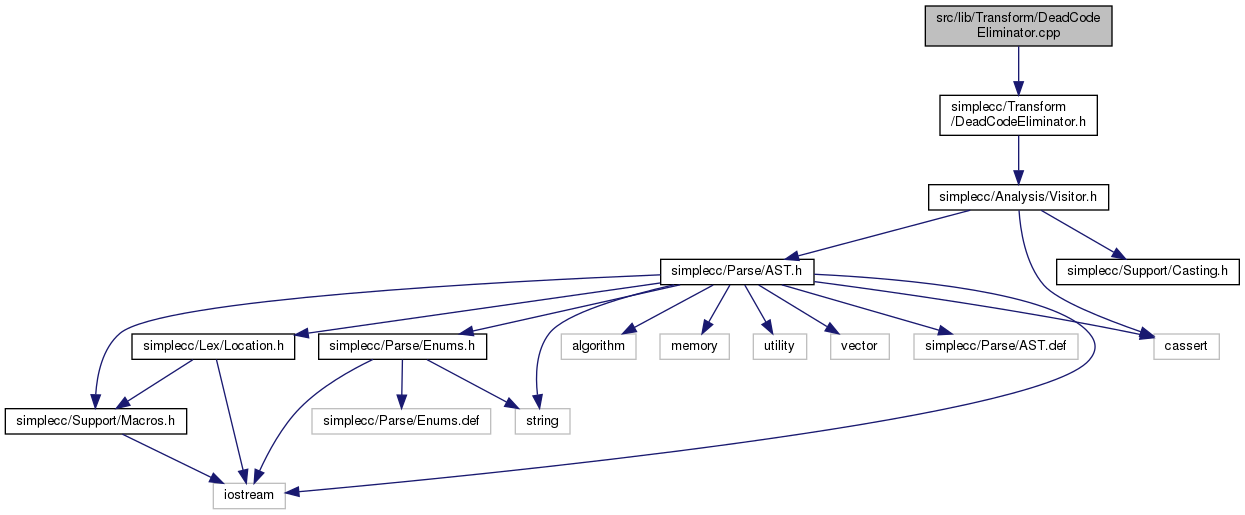 src/lib/Transform/DeadCode
Eliminator.cpp
simplecc/Transform
/DeadCodeEliminator.h
simplecc/Analysis/Visitor.h
simplecc/Parse/AST.h
simplecc/Support/Casting.h
simplecc/Lex/Location.h
simplecc/Parse/Enums.h
algorithm
memory
utility
vector
simplecc/Parse/AST.def
cassert
simplecc/Support/Macros.h
simplecc/Parse/Enums.def
string
iostream